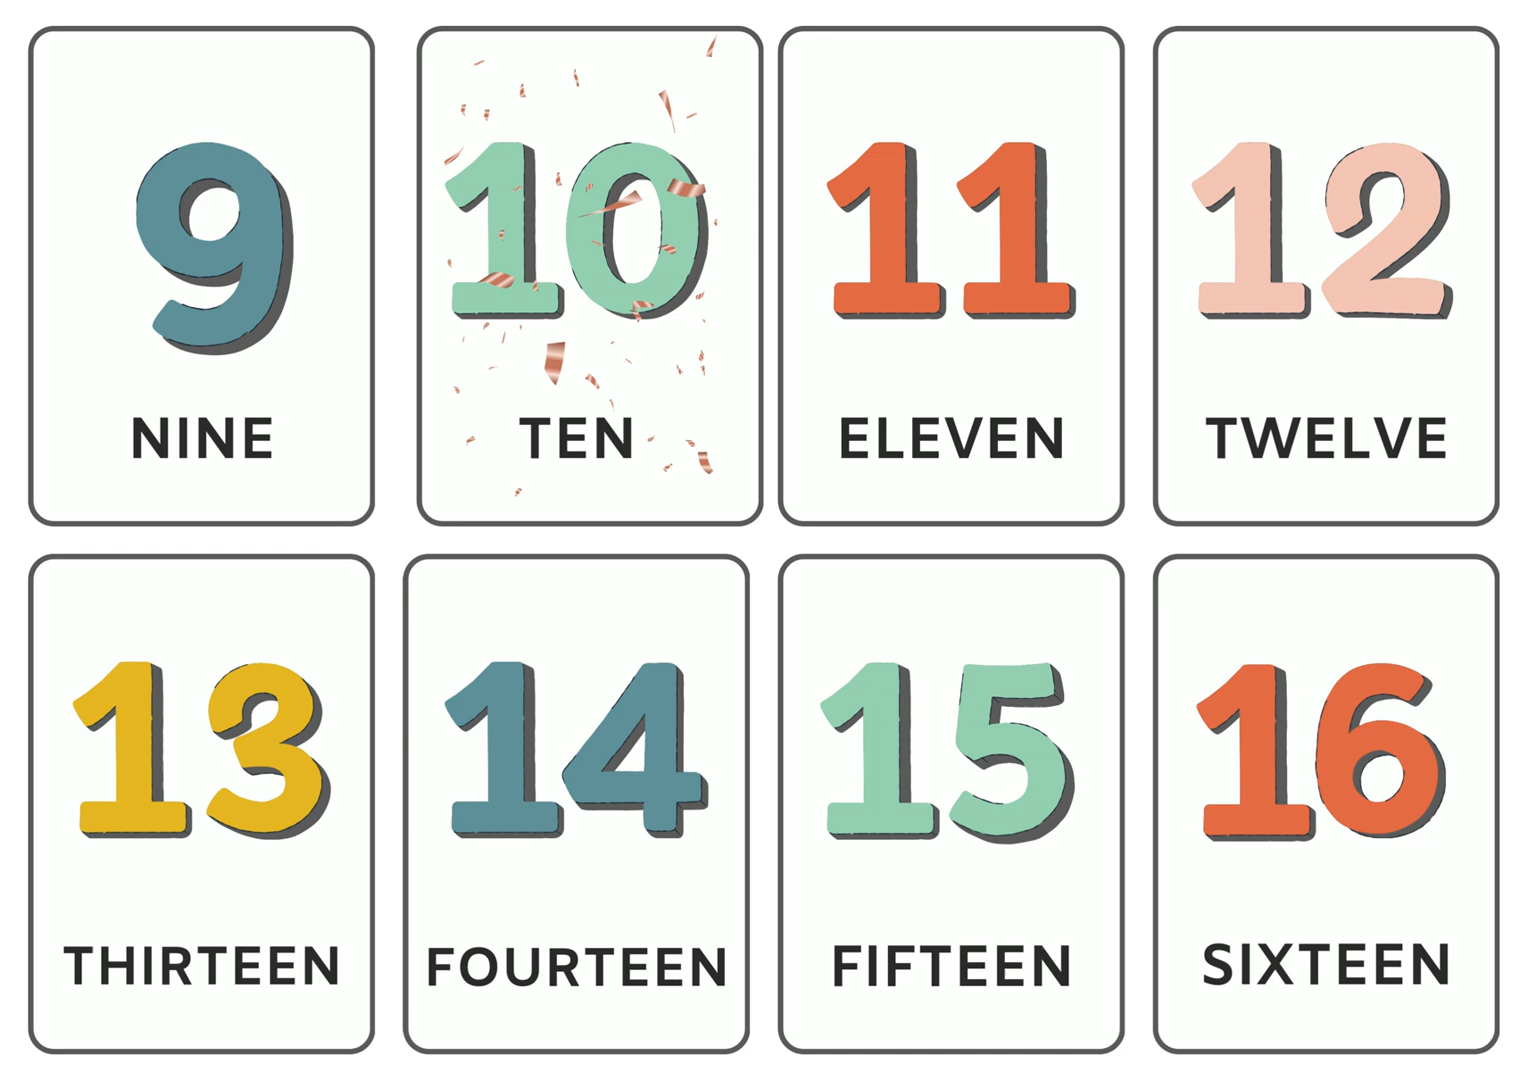 9
10
11
12
NINE
TEN
ELEVEN
TWELVE
13
14
15
16
THIRTEEN
FOURTEEN
FIFTEEN
SIXTEEN